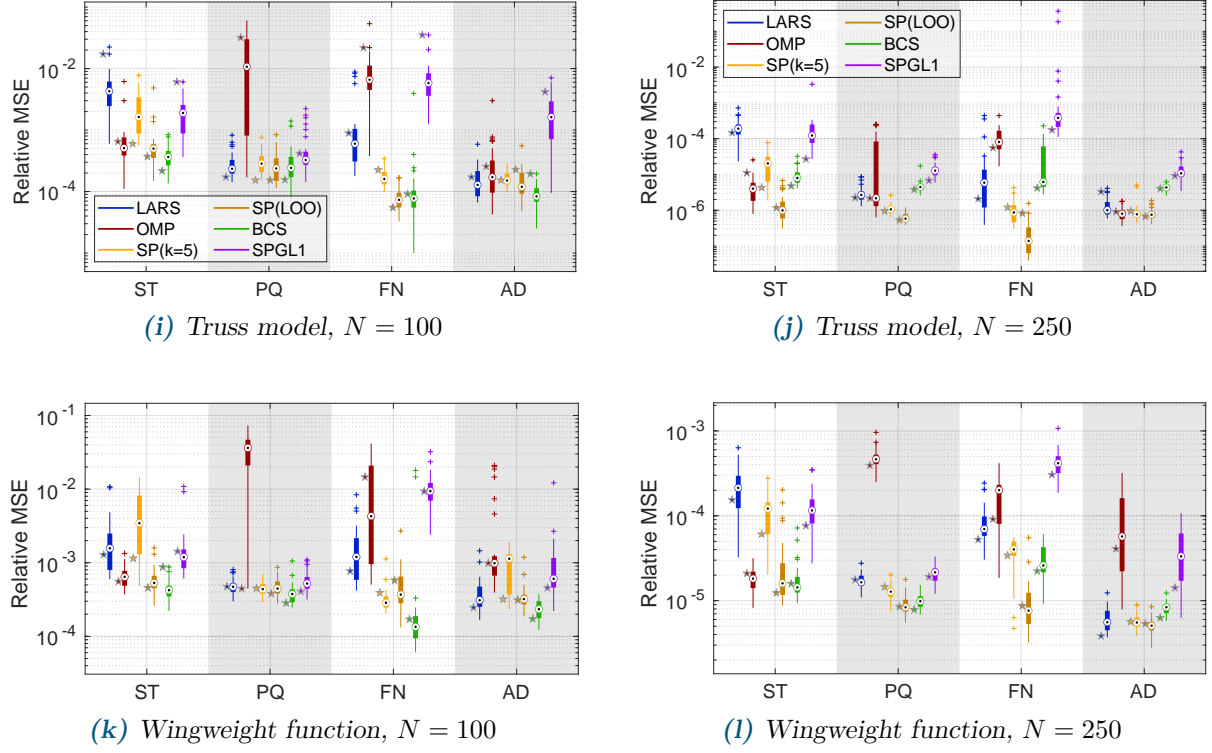 Relative MSE
10^-2
10^-4
LARS
OMP
SP(k=5)
SP(LOO)
BCS
SPGL1
ST PQ FN AD
(i) Truss model, N = 100
Relative MSE
10^-2
10^-4
10^-6
LARS
OMP
SP(k=5)
SP(LOO)
BCS
SPGL1
ST PQ FN AD
(j) Truss model, N = 250
Relative MSE
10^-1
10^-2
10^-3
10^-4
ST PQ FN AD
(k) Wingweight function, N = 100
Relative MSE
10^-3
10^-4
10^-5
ST PQ FN AD
(l) Wingweight function, N = 250